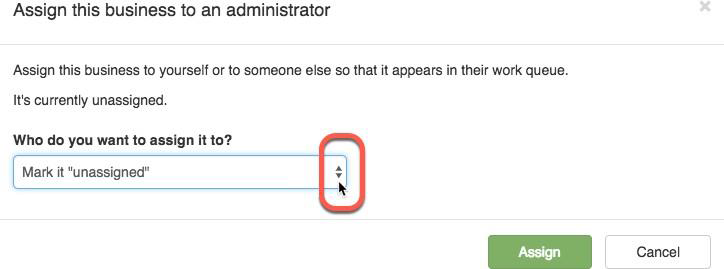 Assign this business to an administrator
Assign this business to yourself or to someone else so that it appears in their work queue.
It's currently unassigned.
Who do you want to assign it to?
Mark it "unassigned"
Assign
Cancel